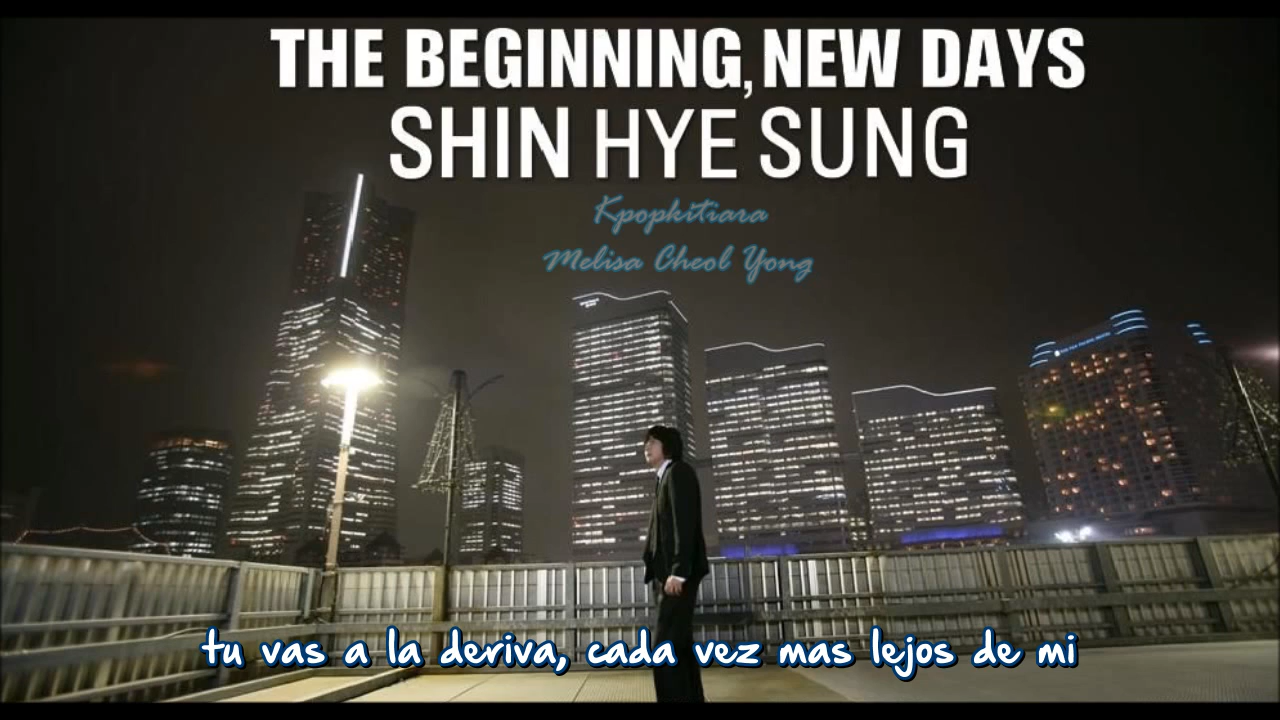 THE BEGINNING, NEW DAYS
SHIN HYE SUNG
Kpopkitiara
Melisa Cheol Yong
tu vas a la deriva, cada vez mas lejos de mi